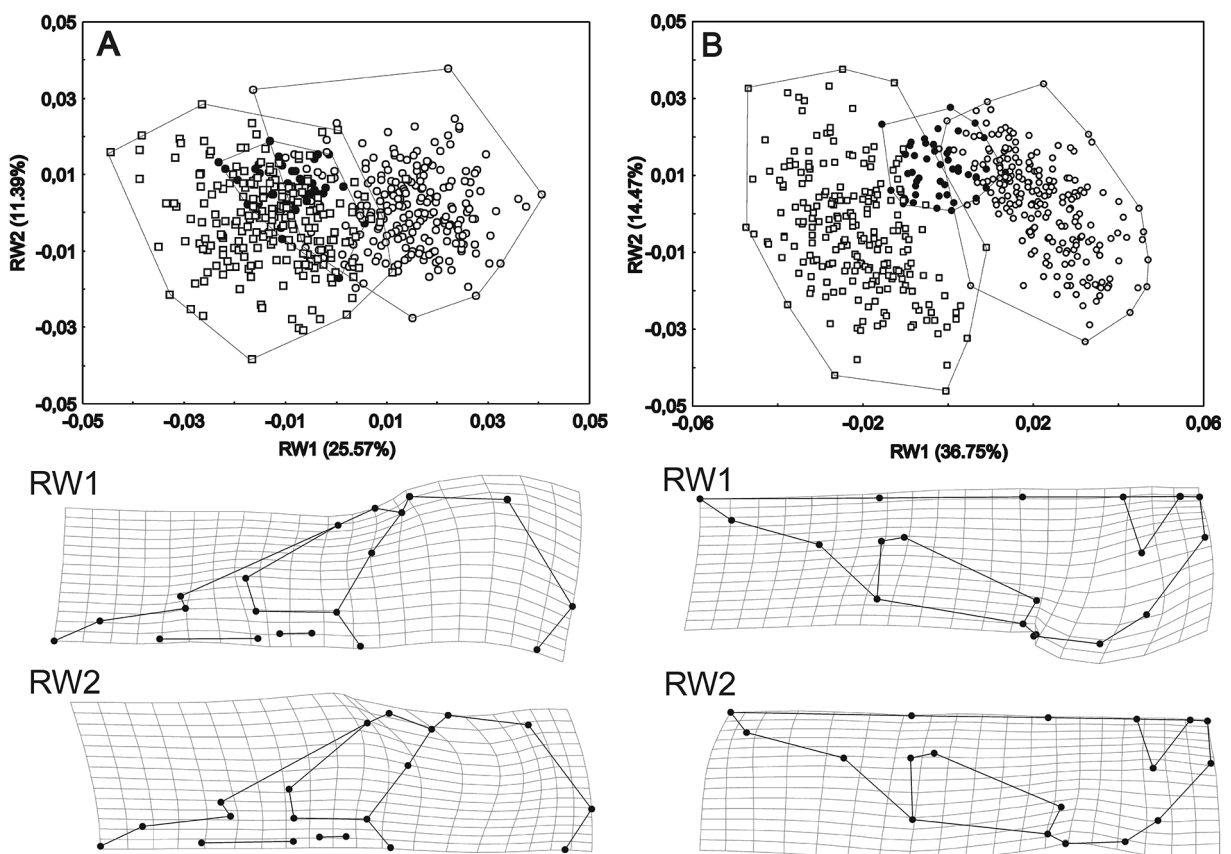 A
0,05
0,03
0,01
-0,01
-0,03
-0,05
RW2 (11.39%)
-0,05 -0,03 -0,01 0,01 0,03 0,05
RW1 (25.57%)
B
0,05
0,03
0,01
-0,01
-0,03
-0,05
RW2 (14.47%)
-0,06 -0,02 0,02 0,06
RW1 (36.75%)
RW1
RW1
RW2
RW2